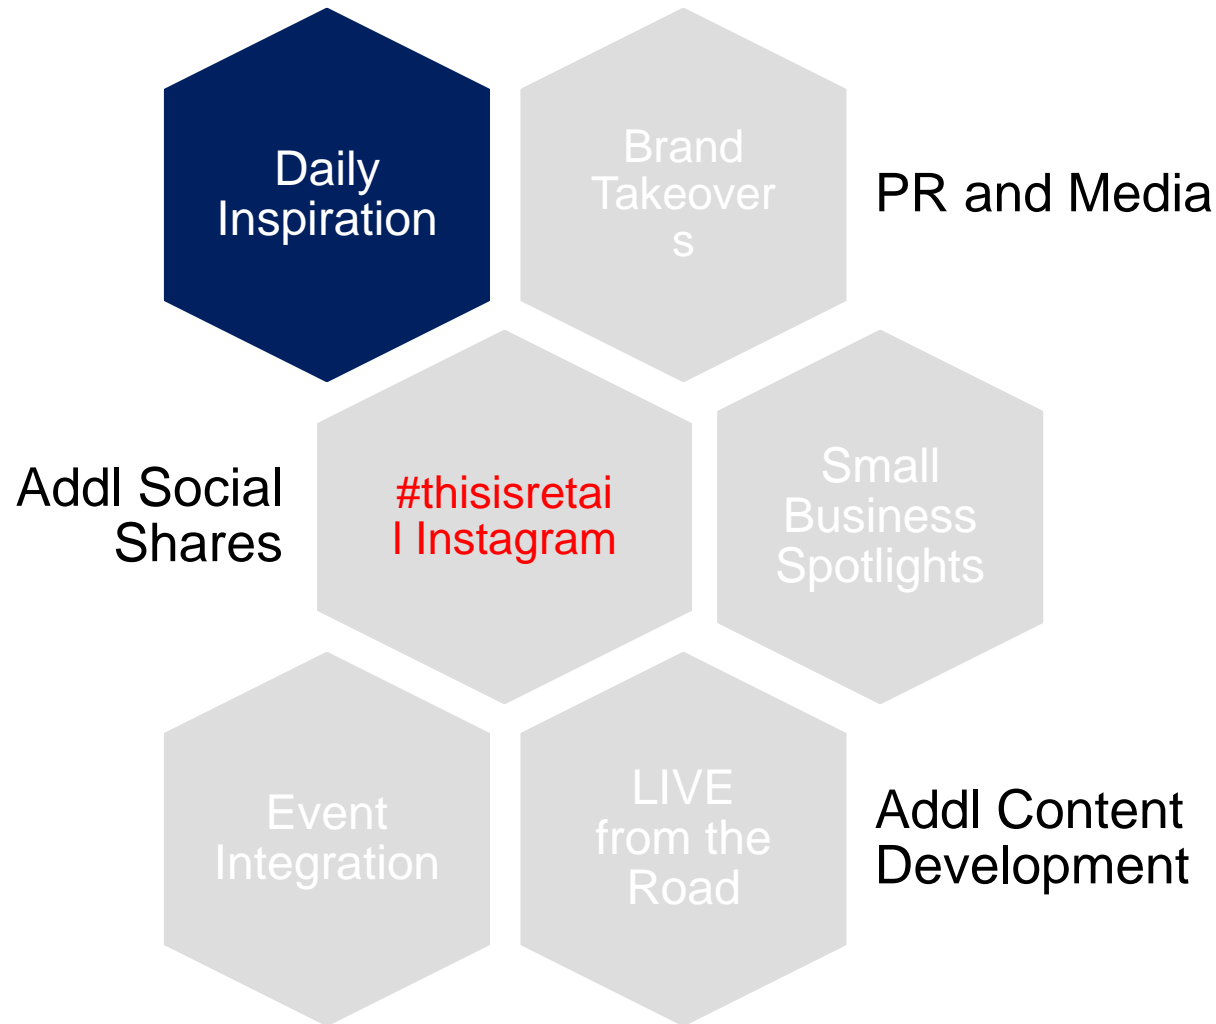 Daily
Inspiration
Brand
Takeover
s
PR and Media
Addl Social
Shares
#thisisretai
l Instagram
Small
Business
Spotlights
Event
Integration
LIVE
from the
Road
Addl Content
Development